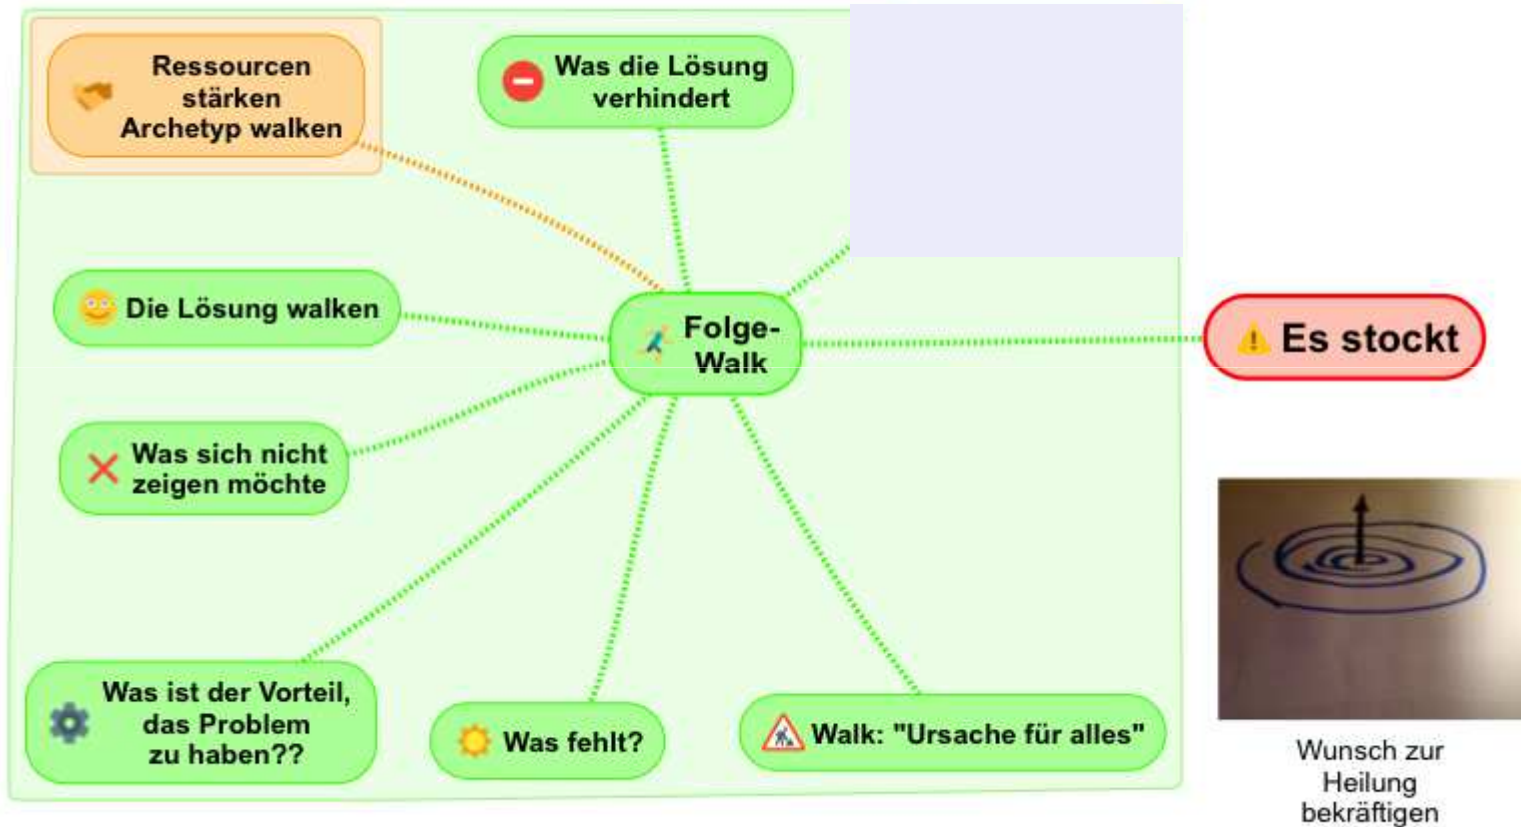 Ressourcen
stärken
Archetyp walken
Was die Lösung
verhindert
Die Lösung walken
Folge-
Walk
Es stockt
Was sich nicht
zeigen möchte
Was ist der Vorteil,
das Problem
zu haben??
Was fehlt?
Walk: "Ursache für alles"
Wunsch zur
Heilung
bekräftigen